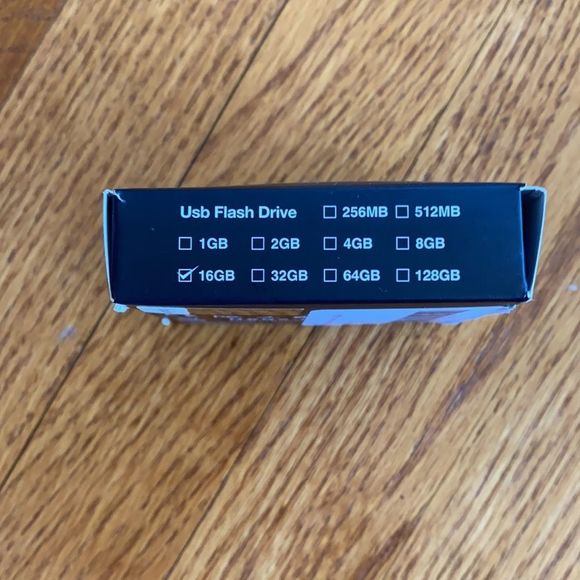 Usb Flash Drive ☐ 256MB ☐ 512MB
☐ 1GB ☐ 2GB ☐ 4GB ☐ 8GB
☑ 16GB ☐ 32GB ☐ 64GB ☐ 128GB